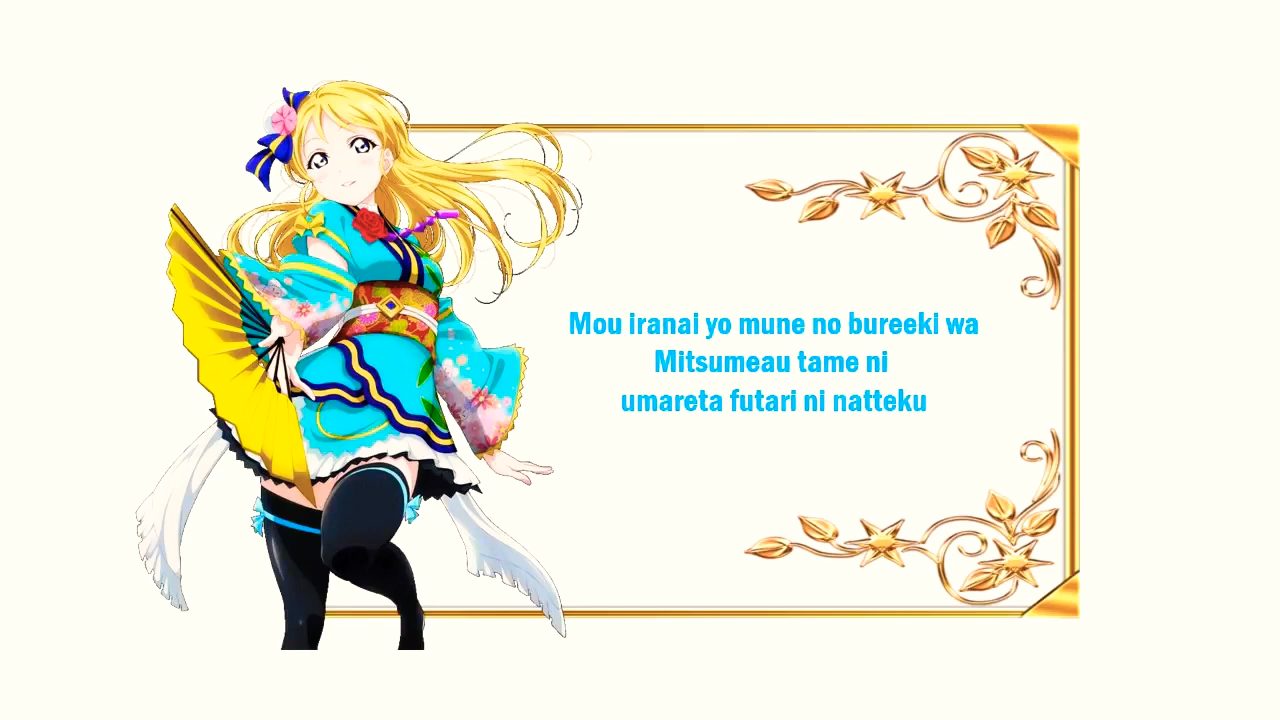 Mou iranai yo mune no bureeki wa
Mitsumeau tame ni
umareta futari ni natteku